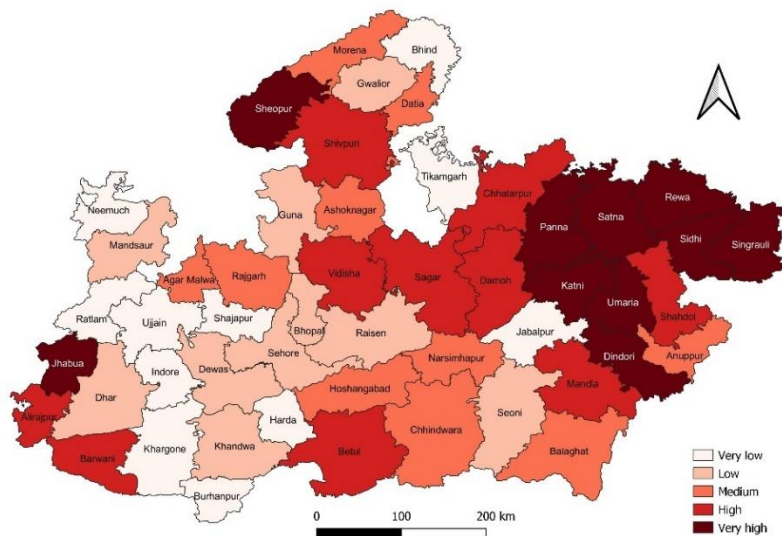 Morena
Bhind
Gwalior
Sheopur
Datia
Shivpuri
Tikamgarh
Chhatarpur
Neemuch
Guna
Ashoknagar
Panna
Satna
Rewa
Mandsaur
Sidhi
Singrauli
Agar Malwa
Rajgarh
Vidisha
Sagar
Damoh
Katni
Umaria
Ratlam
Ujjain
Shajapur
Bhopal
Raisen
Jabalpur
Shahdol
Jhabua
Indore
Dewas
Sehore
Narsimhapur
Dindori
Anuppur
Alirajpur
Dhar
Hoshangabad
Mandla
Harda
Seoni
Barwani
Khargone
Khandwa
Betul
Chhindwara
Balaghat
Burhanpur
Very low
Low
Medium
High
Very high
0 100 200 km